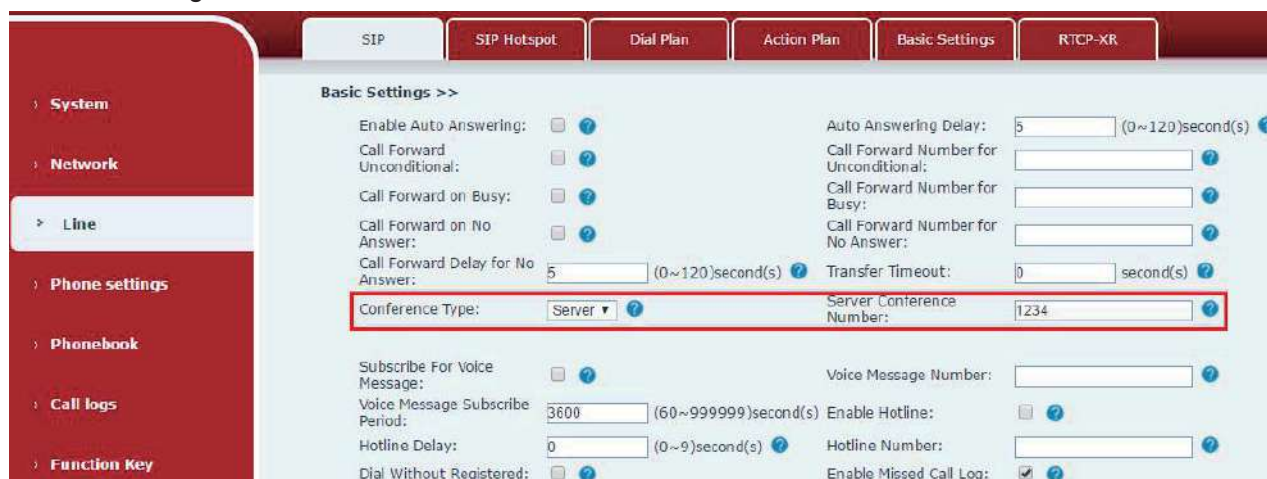 SIP SIP Hotspot Dial Plan Action Plan Basic Settings RTCP-XR
System
Network
Line
Phone settings
Phonebook
Call logs
Function Key
Basic Settings >>
Enable Auto Answering: Auto Answering Delay: 5 (0~120)second(s)
Call Forward Unconditional: Call Forward Number for Unconditional:
Call Forward on Busy: Call Forward Number for Busy:
Call Forward on No Answer: Call Forward Number for No Answer:
Call Forward Delay for No Answer: 5 (0~120)second(s) Transfer Timeout: 0 second(s)
Conference Type: Server Server Conference Number: 1234
Subscribe For Voice Message: Voice Message Number:
Voice Message Subscribe Period: 3600 (60~999999)second(s) Enable Hotline:
Hotline Delay: 0 (0~9)second(s) Hotline Number:
Dial Without Registered: Enable Missed Call Log: